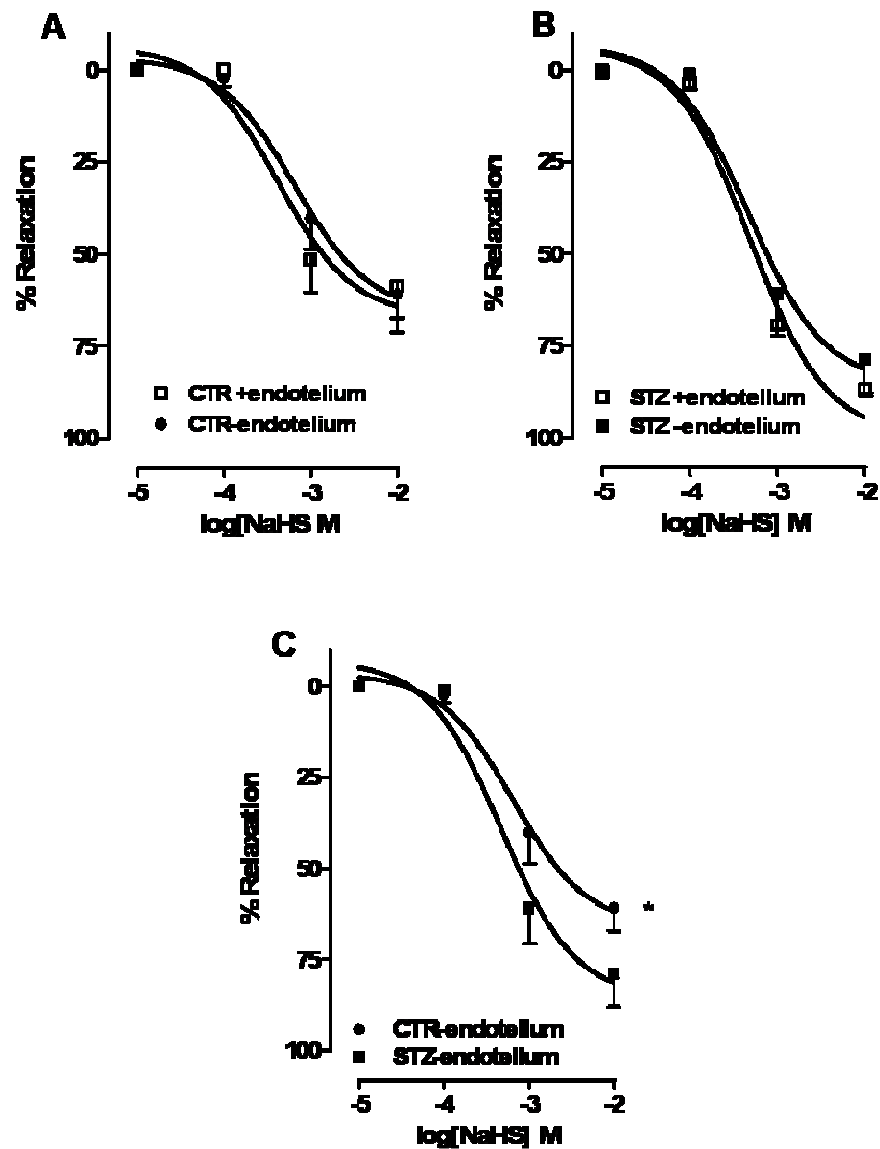 A
% Relaxation
0
25
50
75
100
CTR +endotelium
CTR-endotelium
-5 -4 -3 -2
log[NaHS M
B
% Relaxation
0
25
50
75
100
STZ +endotelium
STZ -endotelium
-5 -4 -3 -2
log[NaHS] M
C
% Relaxation
0
25
50
75
100
*
CTR-endotelium
STZ-endotelium
-5 -4 -3 -2
log[NaHS] M